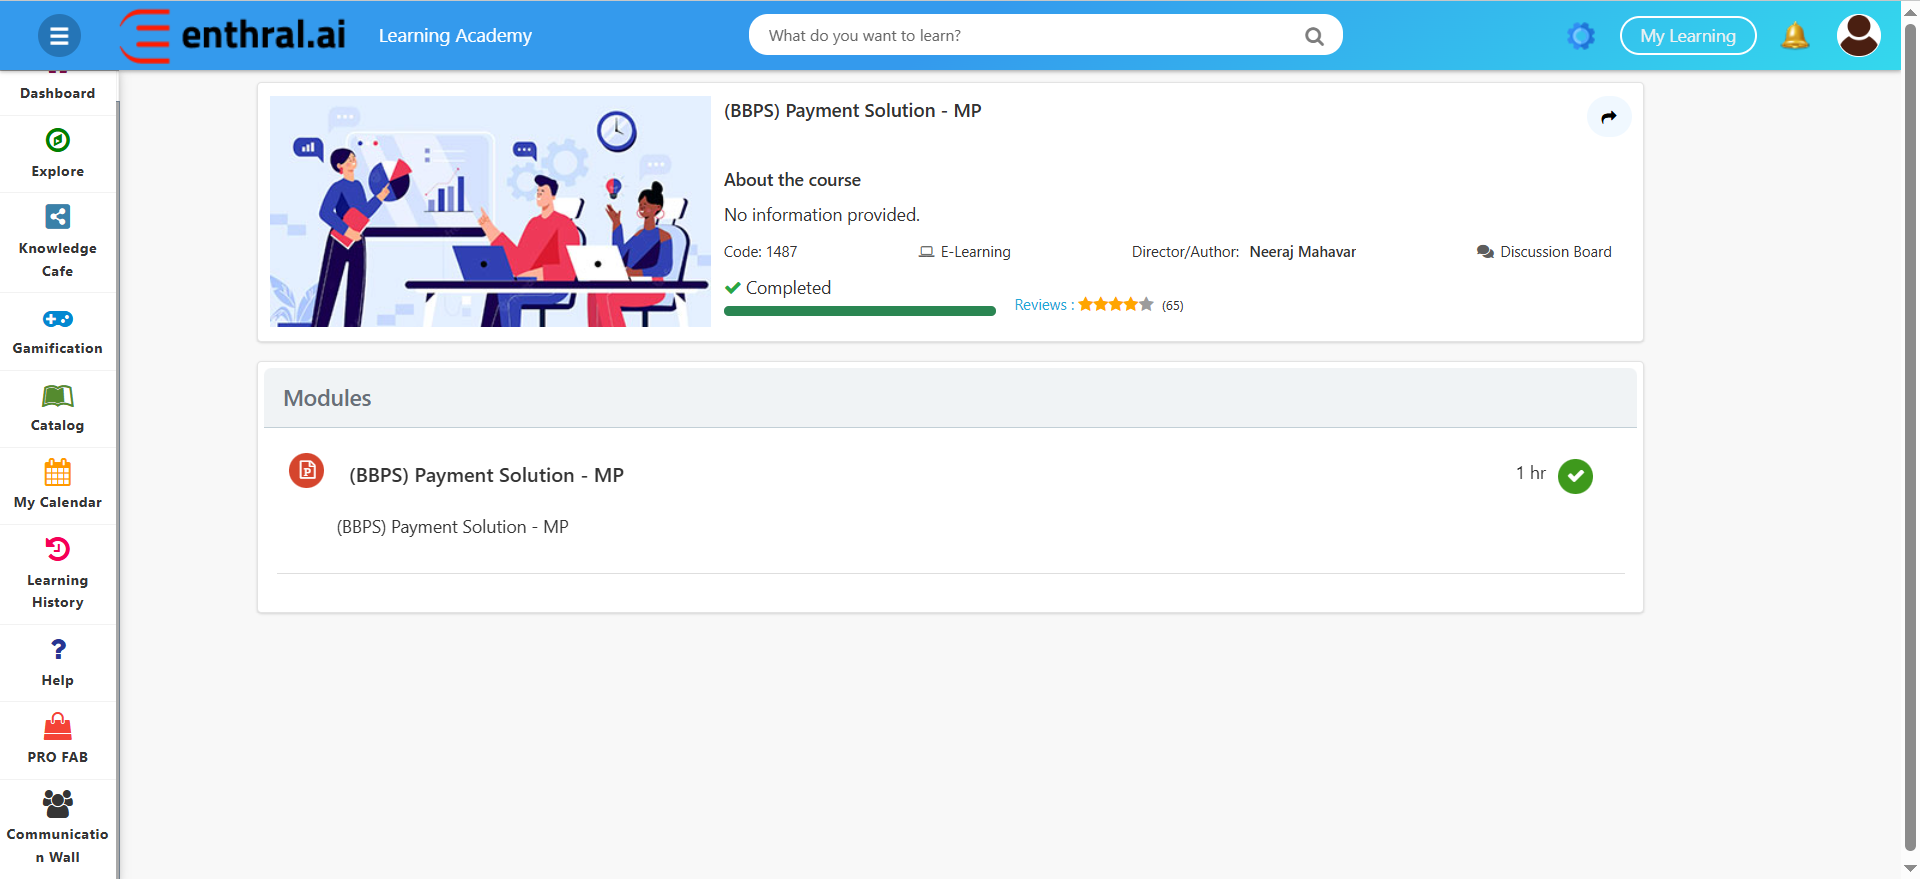 enthral.ai
Learning Academy
What do you want to learn?
My Learning
Dashboard
Explore
Knowledge
Cafe
Gamification
Catalog
My Calendar
Learning
History
?
Help
PRO FAB
Communicatio
n Wall
(BBPS) Payment Solution - MP
About the course
No information provided.
Code: 1487 E-Learning Director/Author: Neeraj Mahavar Discussion Board
Completed
Reviews : (65)
Modules
P (BBPS) Payment Solution - MP 1 hr
(BBPS) Payment Solution - MP